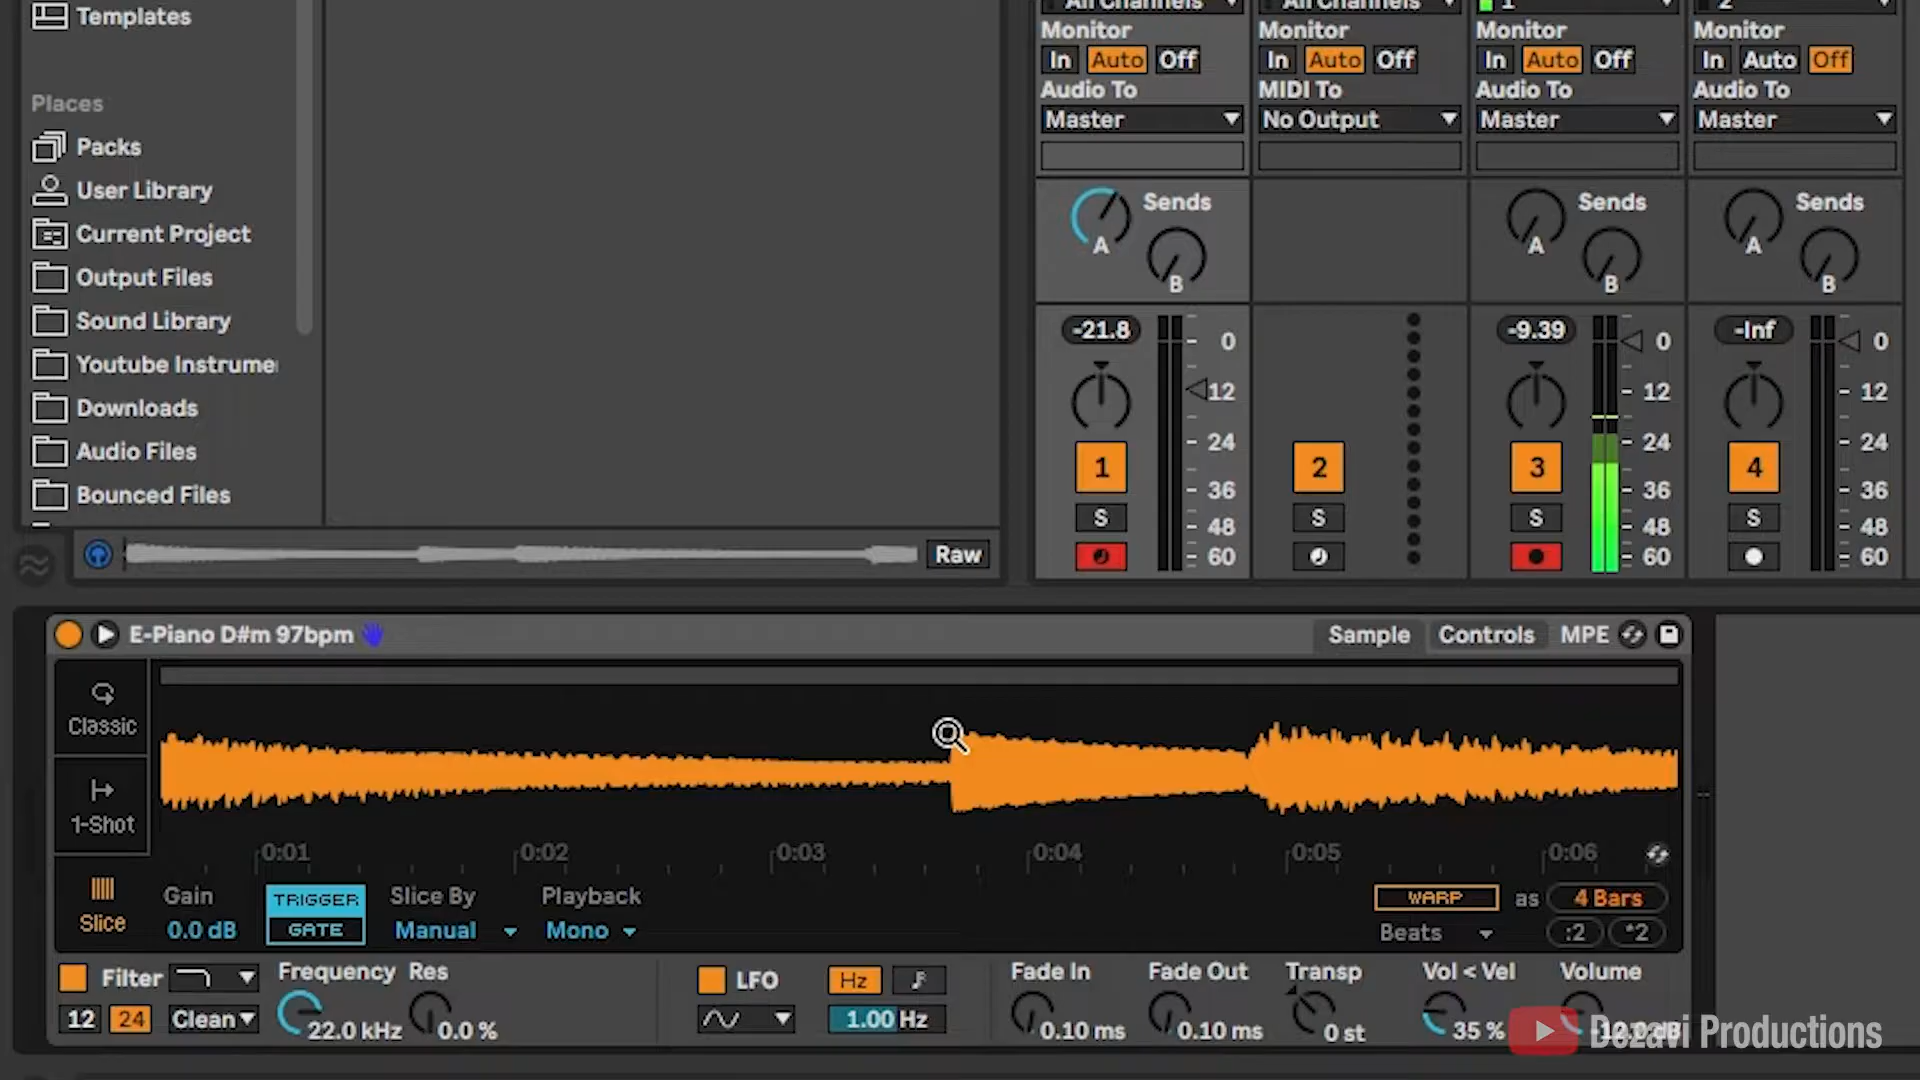 Templates
Places
Packs
User Library
Current Project
Output Files
Sound Library
Youtube Instrume
Downloads
Audio Files
Bounced Files
Raw
All Channels All Channels 1 2
Monitor Monitor Monitor Monitor
In Auto Off In Auto Off In Auto Off In Auto Off
Audio To MIDI To Audio To Audio To
Master No Output Master Master
Sends Sends Sends
A A A
B B B
-21.8 0 -9.39 0 -Inf 0
12 12 12
24 24 24
1 2 3 4
36 36 36
S S S S
48 48 48
60 60 60
E-Piano D#m 97bpm Sample Controls MPE
Classic
1-Shot
Slice
0:01 0:02 0:03 0:04 0:05 0:06
Gain TRIGGER Slice By Playback WARP as 4 Bars
0.0 dB GATE Manual Mono Beats :2 *2
Filter Frequency Res LFO Hz Fade In Fade Out Transp Vol < Vel Volume
12 24 Clean 22.0 kHz 0.0 % 1.00 Hz 0.10 ms 0.10 ms 0 st 35 %
Dezavi Productions